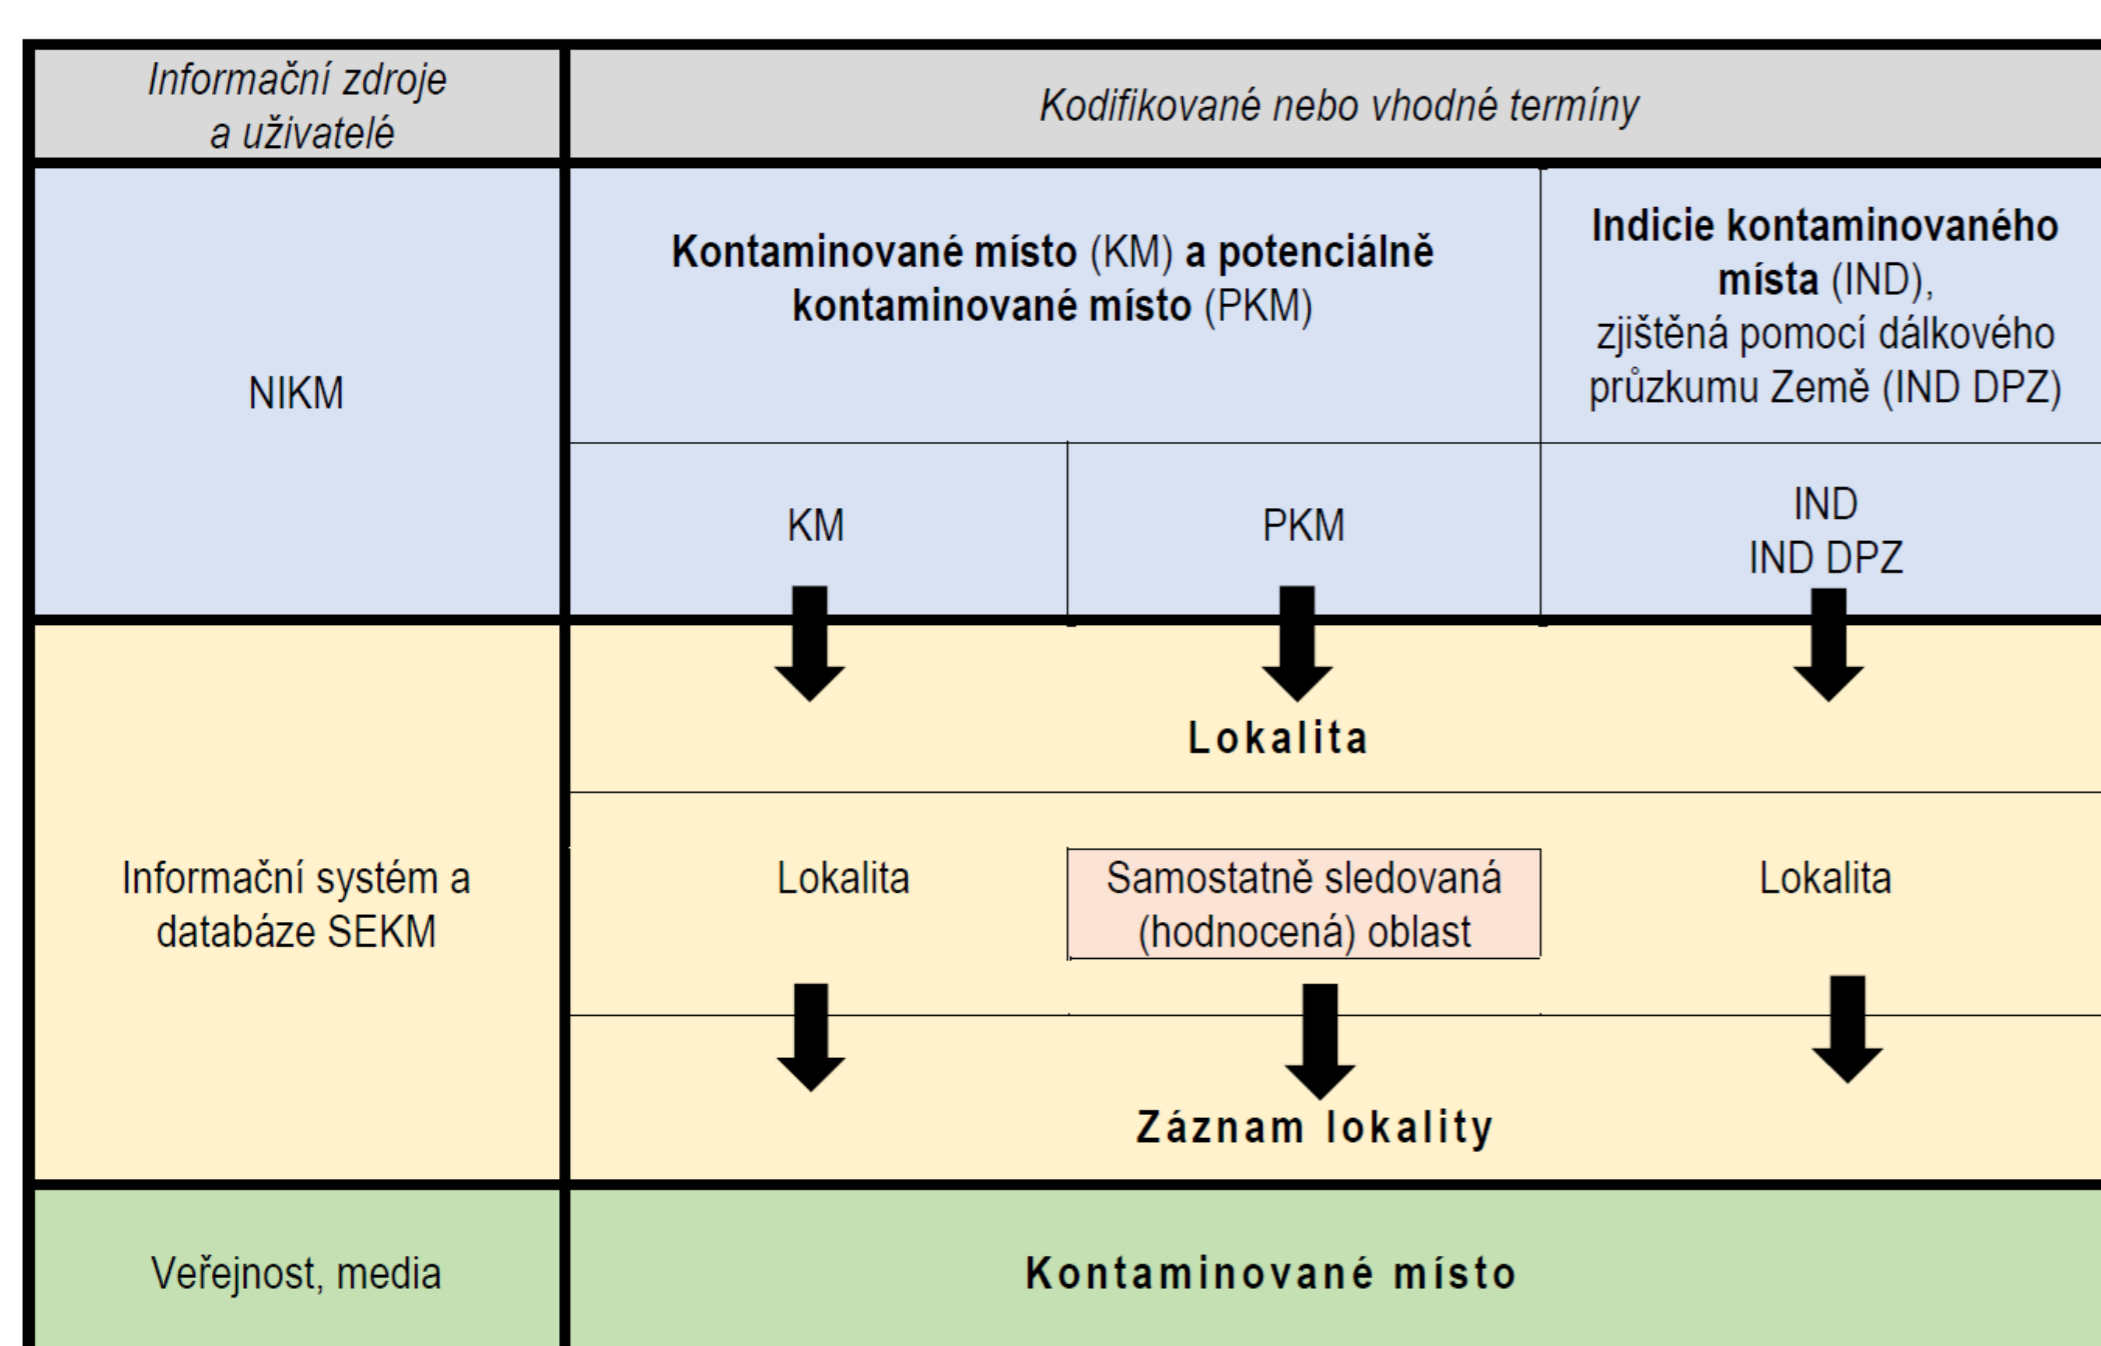 Informační zdroje
a uživatelé
Kodifikované nebo vhodné termíny
NIKM
Kontaminované místo (KM) a potenciálně
kontaminované místo (PKM)
Indicie kontaminovaného
místa (IND),
zjištěná pomocí dálkového
průzkumu Země (IND DPZ)
KM
PKM
IND
IND DPZ
Informační systém a
databáze SEKM
Lokalita
Lokalita
Samostatně sledovaná
(hodnocená) oblast
Lokalita
Záznam lokality
Veřejnost, media
Kontaminované místo